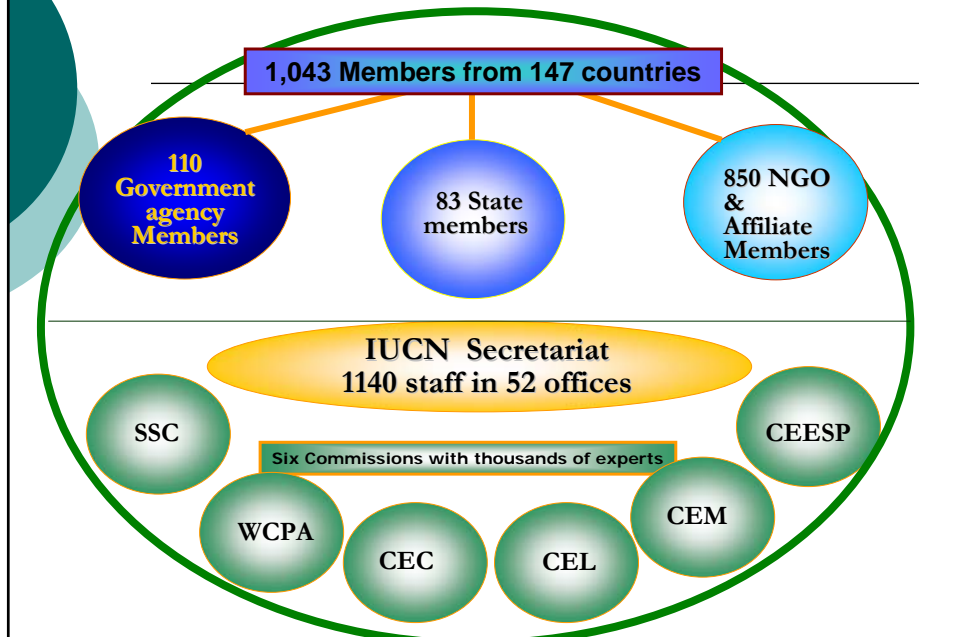 1,043 Members from 147 countries
110
Government
agency
Members
83 State
members
850 NGO
&
Affiliate
Members
IUCN Secretariat
1140 staff in 52 offices
SSC
CEESP
Six Commissions with thousands of experts
WCPA
CEC
CEL
CEM